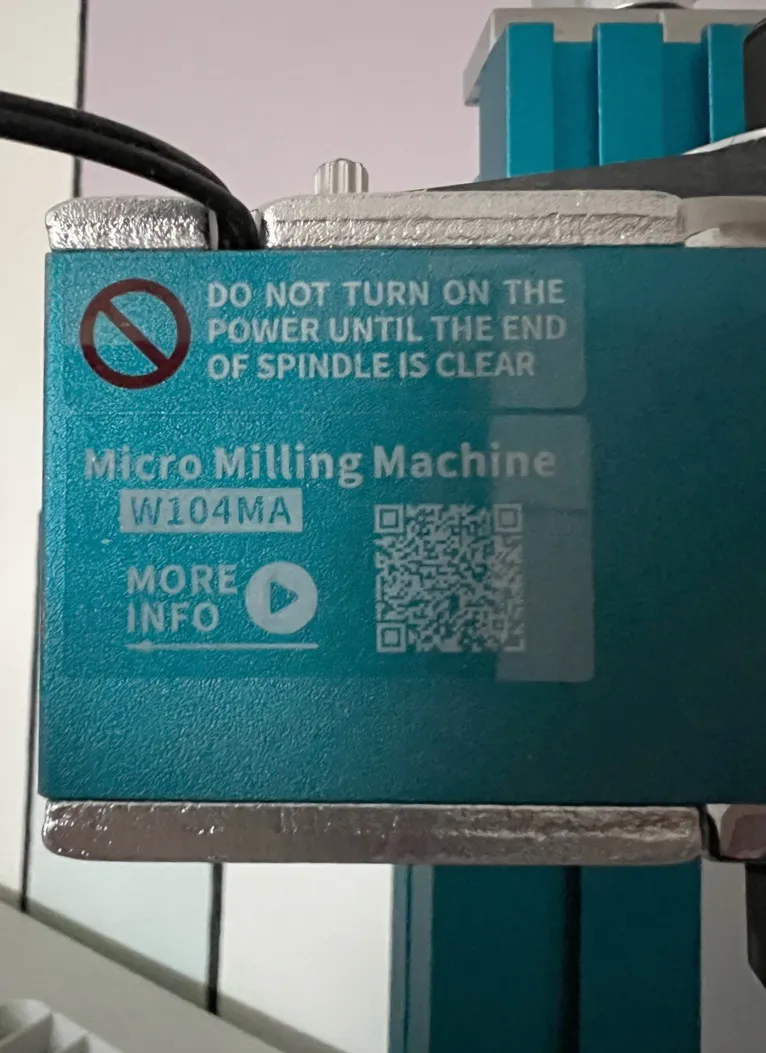 DO NOT TURN ON THE
POWER UNTIL THE END
OF SPINDLE IS CLEAR
Micro Milling Machine
W104MA
MORE
INFO